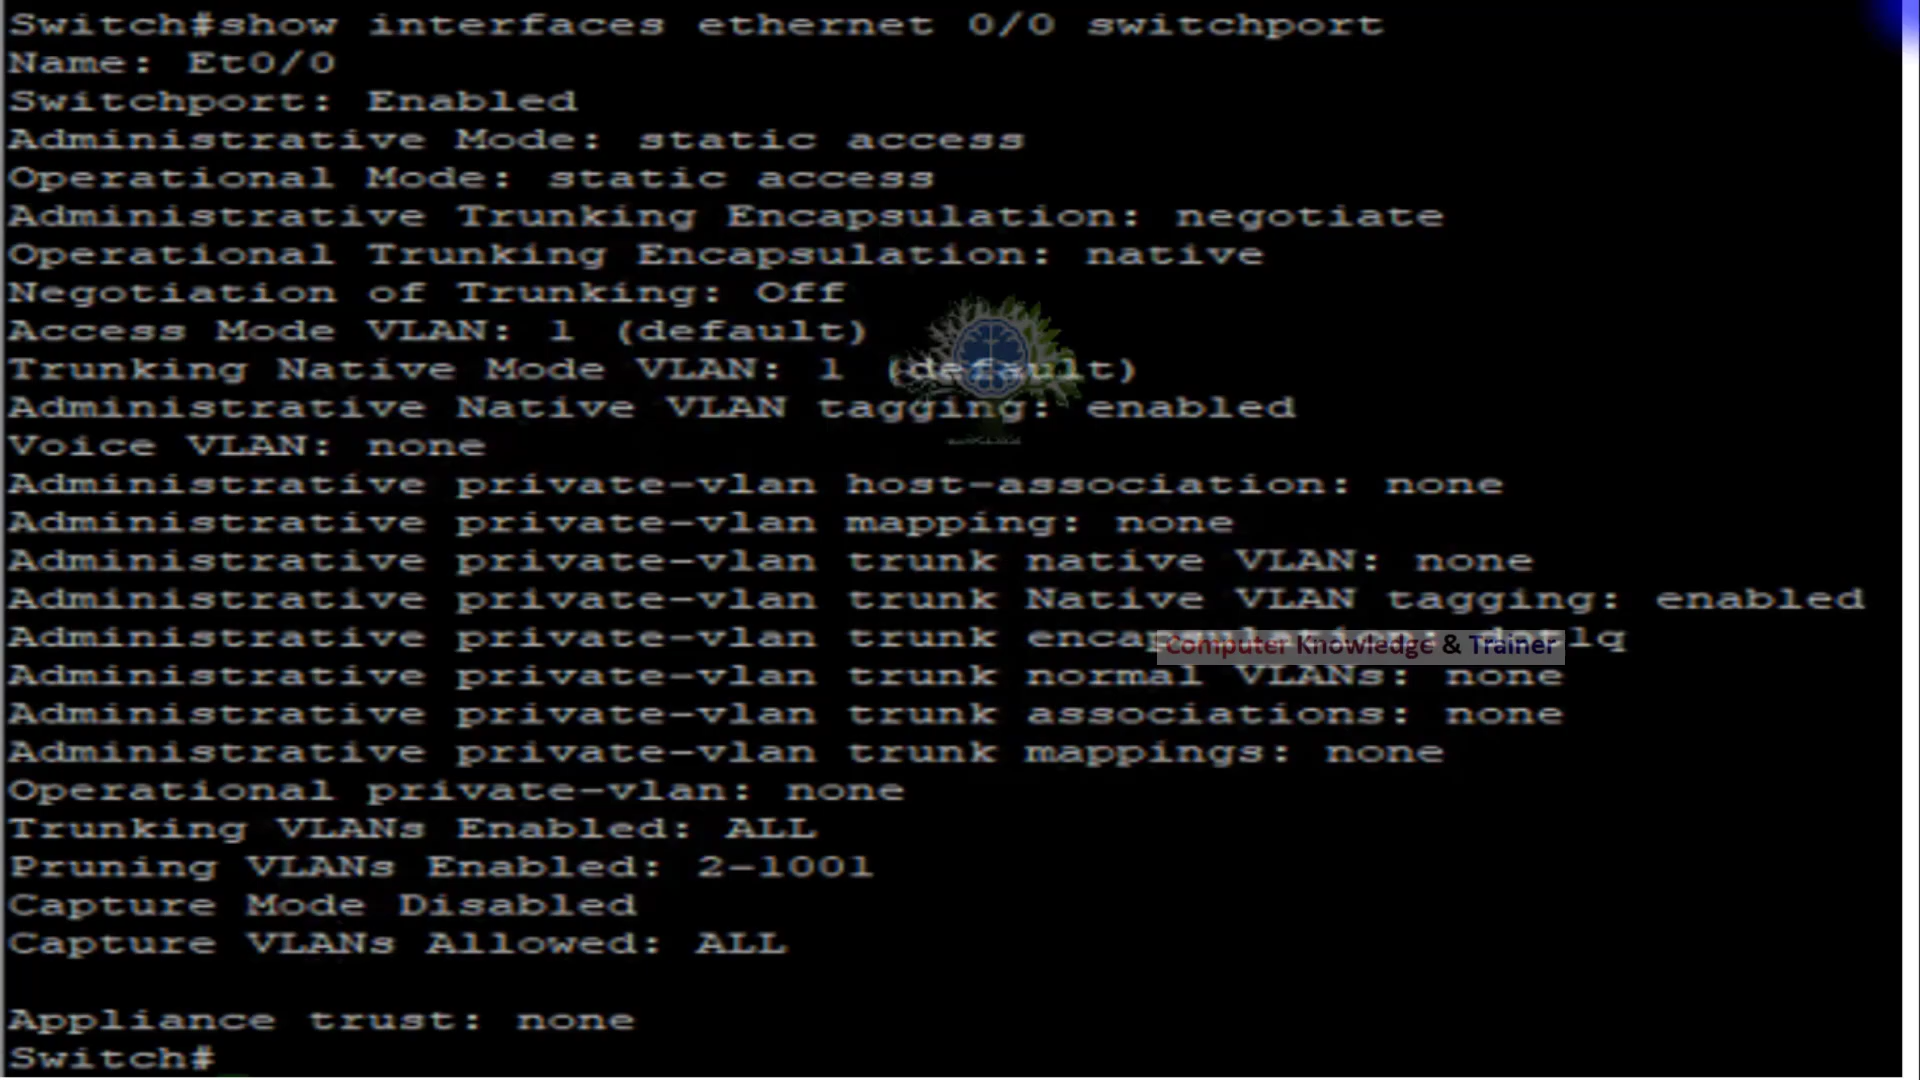 Switch#show interfaces ethernet 0/0 switchport
Name: Et0/0
Switchport: Enabled
Administrative Mode: static access
Operational Mode: static access
Administrative Trunking Encapsulation: negotiate
Operational Trunking Encapsulation: native
Negotiation of Trunking: Off
Access Mode VLAN: 1 (default)
Trunking Native Mode VLAN: 1 (default)
Administrative Native VLAN tagging: enabled
Voice VLAN: none
Administrative private-vlan host-association: none
Administrative private-vlan mapping: none
Administrative private-vlan trunk native VLAN: none
Administrative private-vlan trunk Native VLAN tagging: enabled
Administrative private-vlan trunk encapsulation: dot1q
Computer Knowledge & Trainer
Administrative private-vlan trunk normal VLANs: none
Administrative private-vlan trunk associations: none
Administrative private-vlan trunk mappings: none
Operational private-vlan: none
Trunking VLANs Enabled: ALL
Pruning VLANs Enabled: 2-1001
Capture Mode Disabled
Capture VLANs Allowed: ALL
Appliance trust: none
Switch#